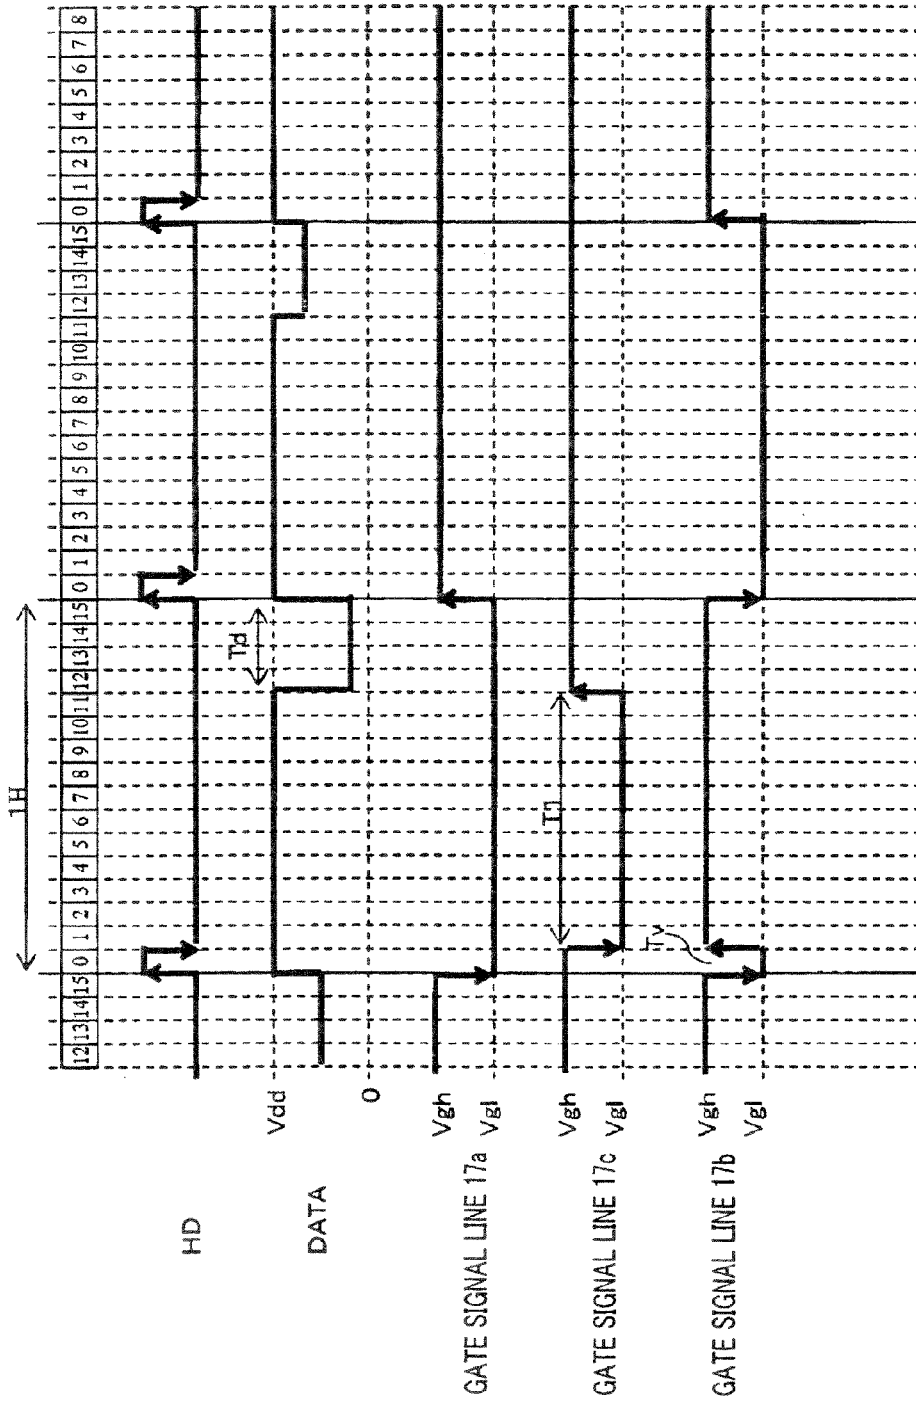 1H
12 13 14 15 0 1 2 3 4 5 6 7 8 9 10 11 12 13 14 15 0 1 2 3 4 5 6 7 8 9 10 11 12 13 14 15 0 1 2 3 4 5 6 7 8
HD
Td
DATA
Vdd
0
GATE SIGNAL LINE 17a
Vgh
Vgl
T1
GATE SIGNAL LINE 17c
Vgh
Vgl
Tv
GATE SIGNAL LINE 17b
Vgh
Vgl